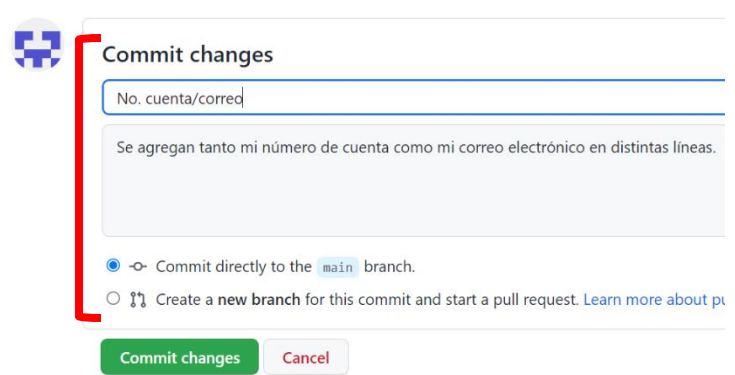 Commit changes
No. cuenta/correo
Se agregan tanto mi número de cuenta como mi correo electrónico en distintas líneas.
Commit directly to the main branch.
Create a new branch for this commit and start a pull request. Learn more about
Commit changes Cancel